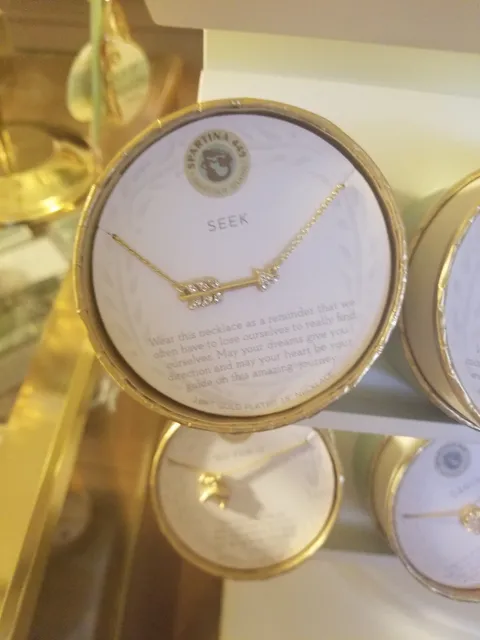 SPARTINA 449
SEEK
Wear this necklace as a reminder that we
often have to lose ourselves to really find
ourselves. May your dreams give you
direction and may your heart be your
guide on this amazing journey.
GOLD PLATED 18" NECKLACE